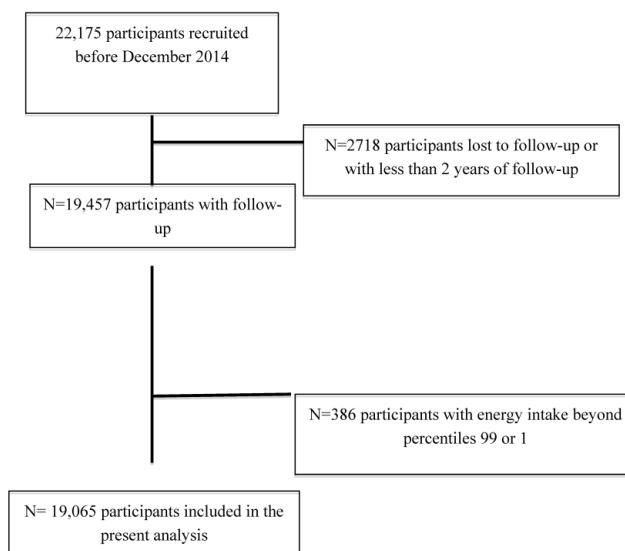 22,175 participants recruited
before December 2014
N=2718 participants lost to follow-up or
with less than 2 years of follow-up
N=19,457 participants with follow-
up
N=386 participants with energy intake beyond
percentiles 99 or 1
N= 19,065 participants included in the
present analysis